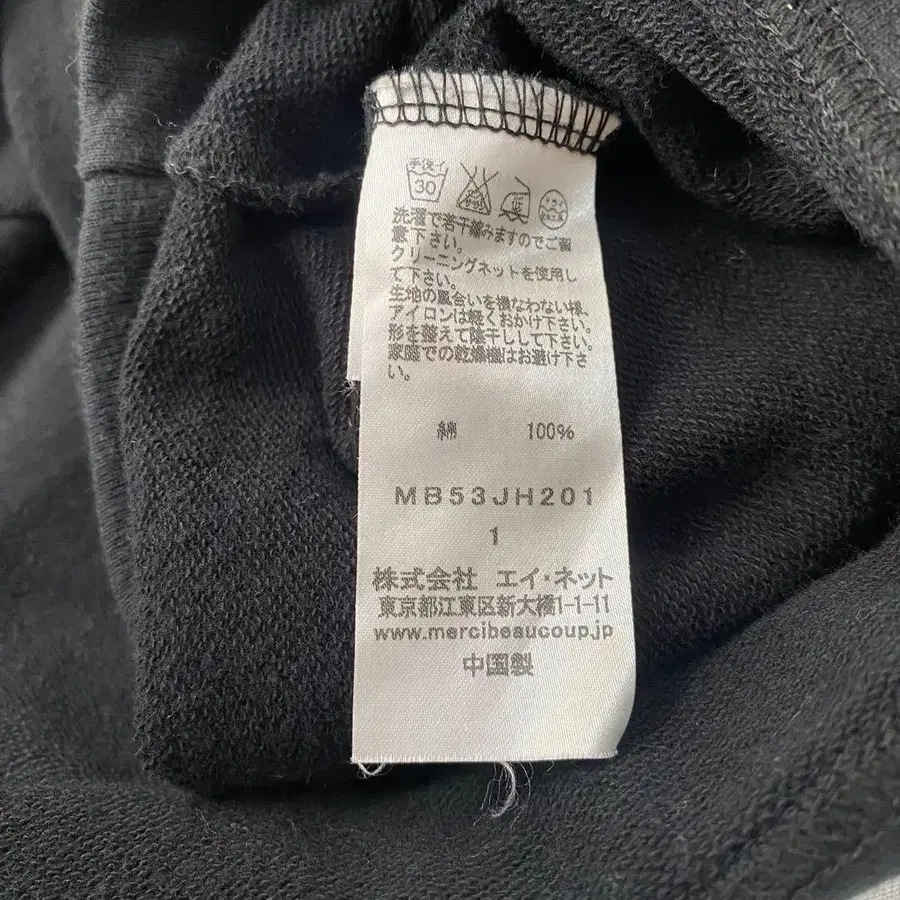 手洗イ
30
ドライ
洗濯で若干縮みますのでご留
意下さい。
クリーニングネットを使用し
て下さい。
生地の風合いを損なわない様、
アイロンは軽くおかけ下さい。
形を整えて陰干しして下さい。
家庭での乾燥機はお避け下さ
い。
綿 100%
MB53JH201
1
株式会社 エイ・ネット
東京都江東区新大橋1-1-11
www.mercibeaucoup.jp
中国製